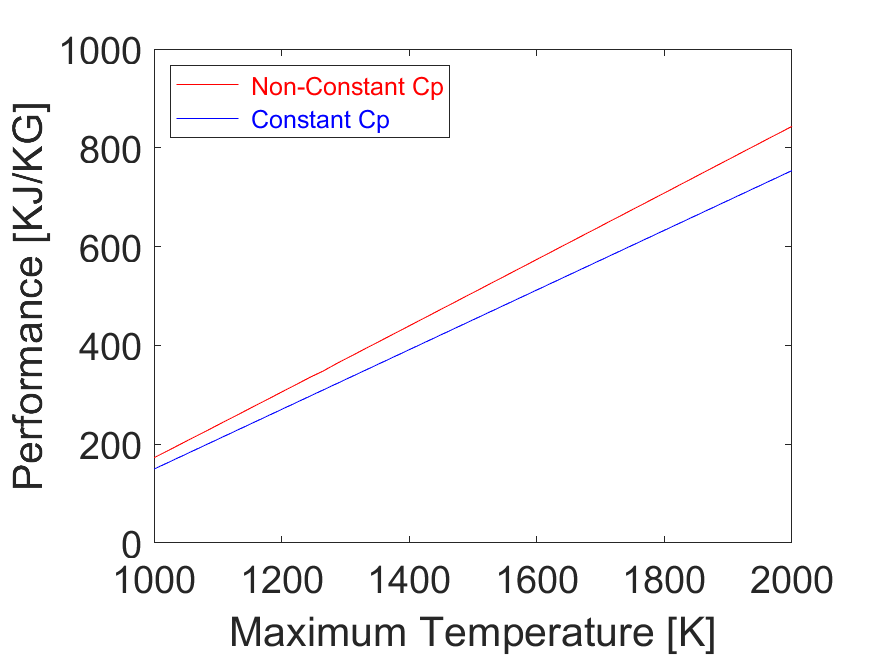 1000
800
600
400
200
0
Performance [KJ/KG]
Non-Constant Cp
Constant Cp
1000 1200 1400 1600 1800 2000
Maximum Temperature [K]